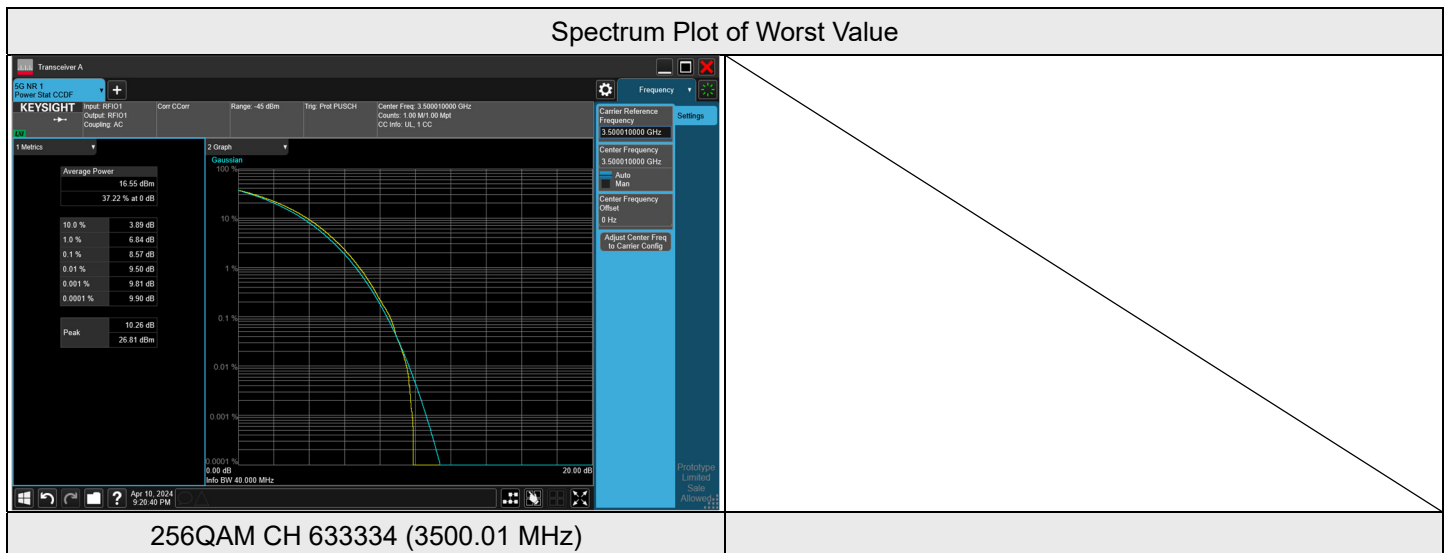 Spectrum Plot of Worst Value
Transceiver A
5G NR 1
Power Stat CCDF
Frequency
KEYSIGHT
Input: RFIO1
Output: RFIO1
Coupling: AC
Corr CCorr
Range: -45 dBm
Trig: Prot PUSCH
Center Freq: 3.500010000 GHz
Counts: 1.00 M/1.00 Mpt
CC Info: UL, 1 CC
1 Metrics
Average Power
16.55 dBm
37.22 % at 0 dB
10.0 % 3.89 dB
1.0 % 6.84 dB
0.1 % 8.57 dB
0.01 % 9.50 dB
0.001 % 9.81 dB
0.0001 % 9.90 dB
Peak
10.26 dB
26.81 dBm
2 Graph
Gaussian
100 %
10 %
1 %
0.1 %
0.01 %
0.001 %
0.0001 %
0.00 dB
20.00 dB
Info BW 40.000 MHz
Carrier Reference
Frequency
3.500010000 GHz
Center Frequency
3.500010000 GHz
Auto
Man
Center Frequency
Offset
0 Hz
Adjust Center Freq
to Carrier Config
Settings
Prototype
Limited
Sale
Allowed
?
Apr 10, 2024
9:20:40 PM
256QAM CH 633334 (3500.01 MHz)